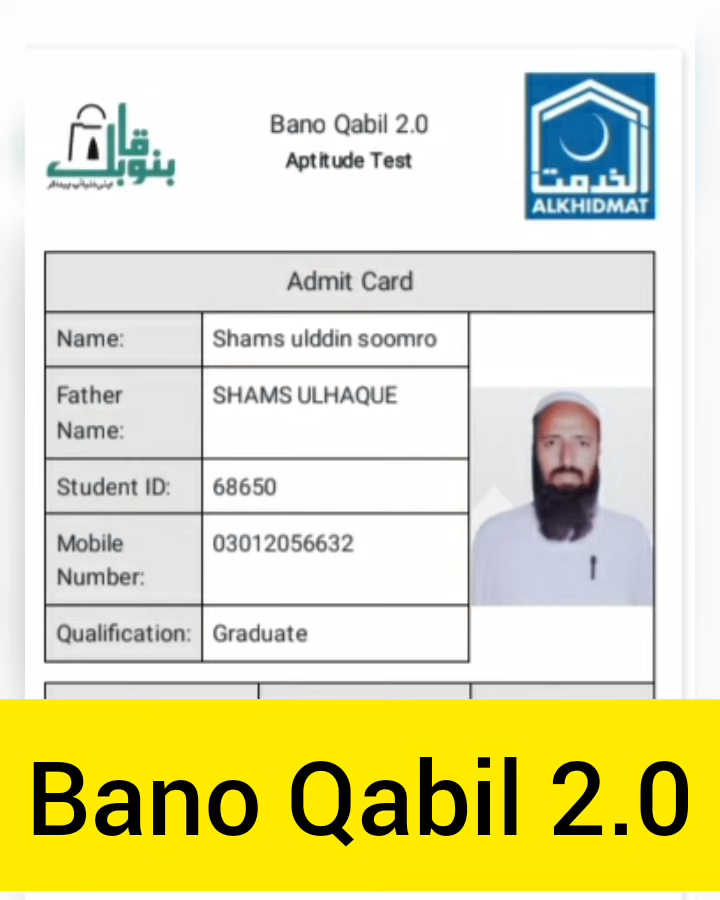 بنو قابل
Bano Qabil 2.0
Aptitude Test
الخدمت
ALKHIDMAT
Admit Card
Name: Shams ulddin soomro
Father Name: SHAMS ULHAQUE
Student ID: 68650
Mobile Number: 03012056632
Qualification: Graduate
Bano Qabil 2.0